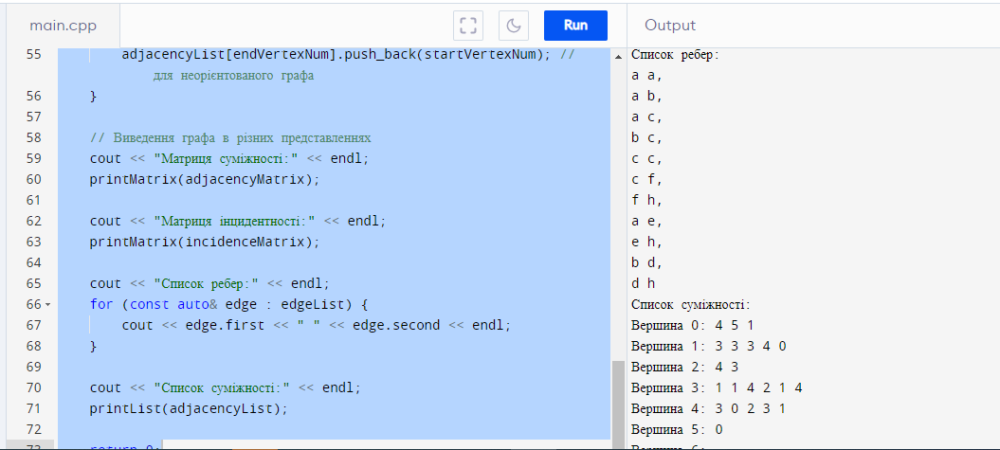 main.cpp
Run
Output
55 adjacencyList[endVertexNum].push_back(startVertexNum); //
для неорієнтованого графа
56 }
57
58 // Виведення графа в різних представленнях
59 cout << "Матриця суміжності:" << endl;
60 printMatrix(adjacencyMatrix);
61
62 cout << "Матриця інцидентності:" << endl;
63 printMatrix(incidenceMatrix);
64
65 cout << "Список ребер:" << endl;
66 for (const auto& edge : edgeList) {
67 cout << edge.first << " " << edge.second << endl;
68 }
69
70 cout << "Список суміжності:" << endl;
71 printList(adjacencyList);
72
73 return 0;
Список ребер:
a a,
a b,
a c,
b c,
c c,
c f,
f h,
a e,
e h,
b d,
d h
Список суміжності:
Вершина 0: 4 5 1
Вершина 1: 3 3 3 4 0
Вершина 2: 4 3
Вершина 3: 1 1 4 2 1 4
Вершина 4: 3 0 2 3 1
Вершина 5: 0
Вершина 6: